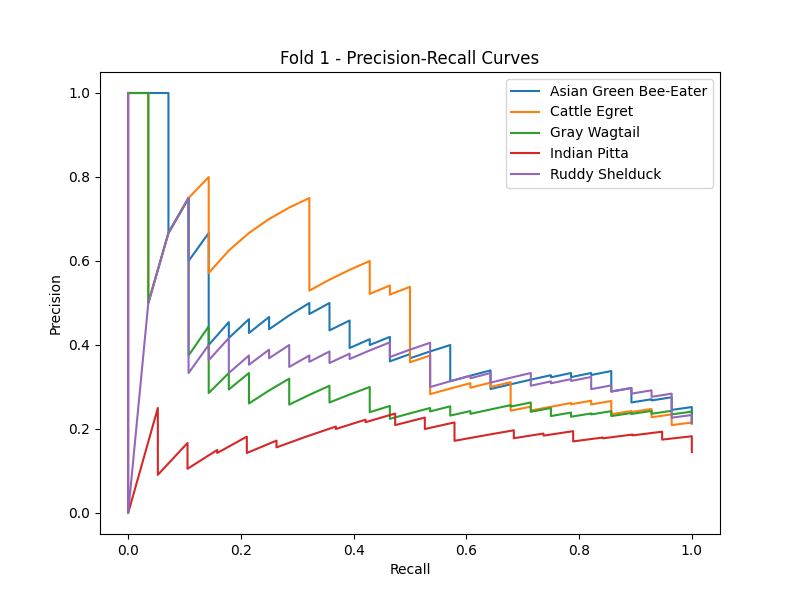 Fold 1 - Precision-Recall Curves
Precision
1.0
0.8
0.6
0.4
0.2
0.0
Asian Green Bee-Eater
Cattle Egret
Gray Wagtail
Indian Pitta
Ruddy Shelduck
0.0 0.2 0.4 0.6 0.8 1.0
Recall